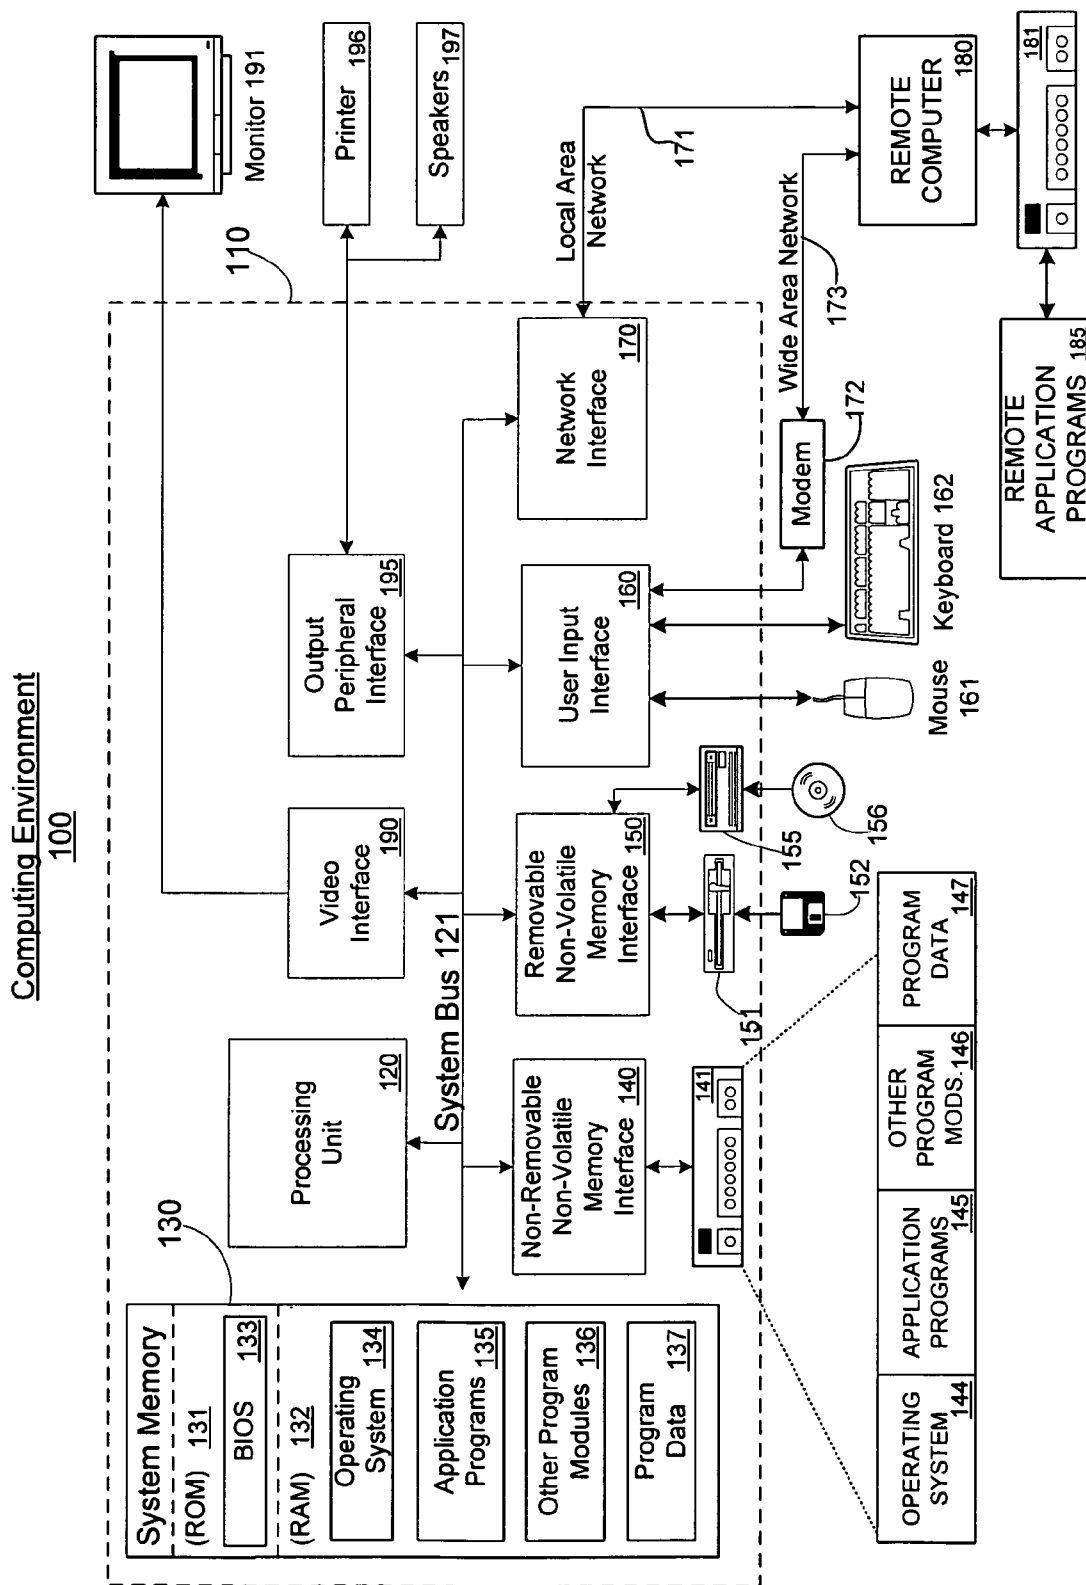 Computing Environment
100
System Memory
(ROM) 131
BIOS 133
(RAM) 132
Operating
System 134
Application
Programs 135
Other Program
Modules 136
Program
Data 137
130
Processing
Unit
120
Video
Interface
190
Output
Peripheral
Interface 195
110
Monitor 191
Printer 196
Speakers 197
System Bus 121
Non-Removable
Non-Volatile
Memory
Interface 140
Removable
Non-Volatile
Memory
Interface 150
User Input
Interface
160
Network
Interface
170
Local Area
Network
171
Wide Area Network
173
Modem
172
141
151
152
155
156
Mouse
161
Keyboard 162
REMOTE
COMPUTER
180
181
REMOTE
APPLICATION
PROGRAMS 185
OPERATING
SYSTEM 144
APPLICATION
PROGRAMS 145
OTHER
PROGRAM
MODS. 146
PROGRAM
DATA 147